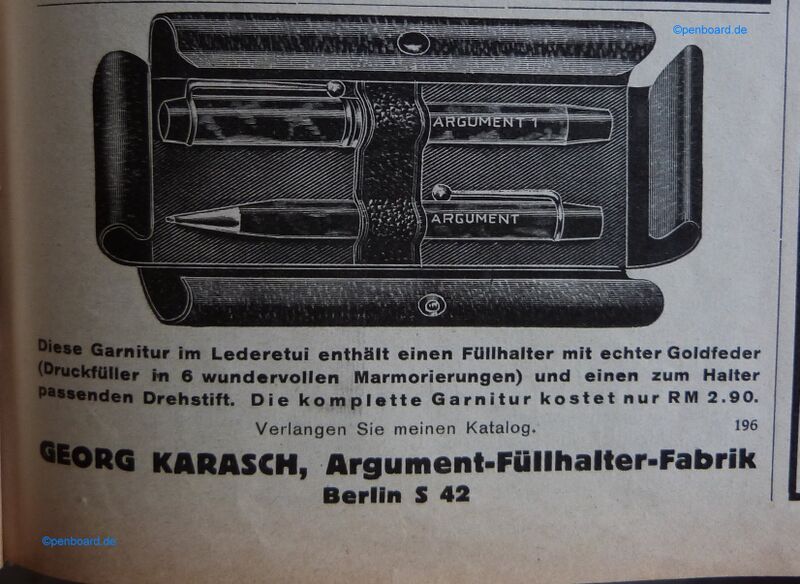 ©penboard.de
ARGUMENT 1
ARGUMENT
Diese Garnitur im Lederetui enthält einen Füllhalter mit echter Goldfeder
(Druckfüller in 6 wundervollen Marmorierungen) und einen zum Halter
passenden Drehstift. Die komplette Garnitur kostet nur RM 2.90.
Verlangen Sie meinen Katalog. 196
GEORG KARASCH, Argument-Füllhalter-Fabrik
Berlin S 42
©penboard.de